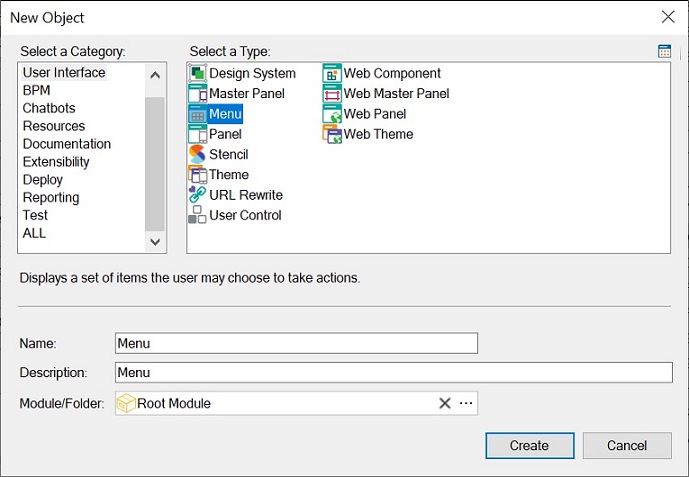 New Object
Select a Category:
User Interface
BPM
Chatbots
Resources
Documentation
Extensibility
Deploy
Reporting
Test
ALL
Select a Type:
Design System
Master Panel
Menu
Panel
Stencil
Theme
URL Rewrite
User Control
Web Component
Web Master Panel
Web Panel
Web Theme
Displays a set of items the user may choose to take actions.
Name: Menu
Description: Menu
Module/Folder: Root Module ...
Create Cancel